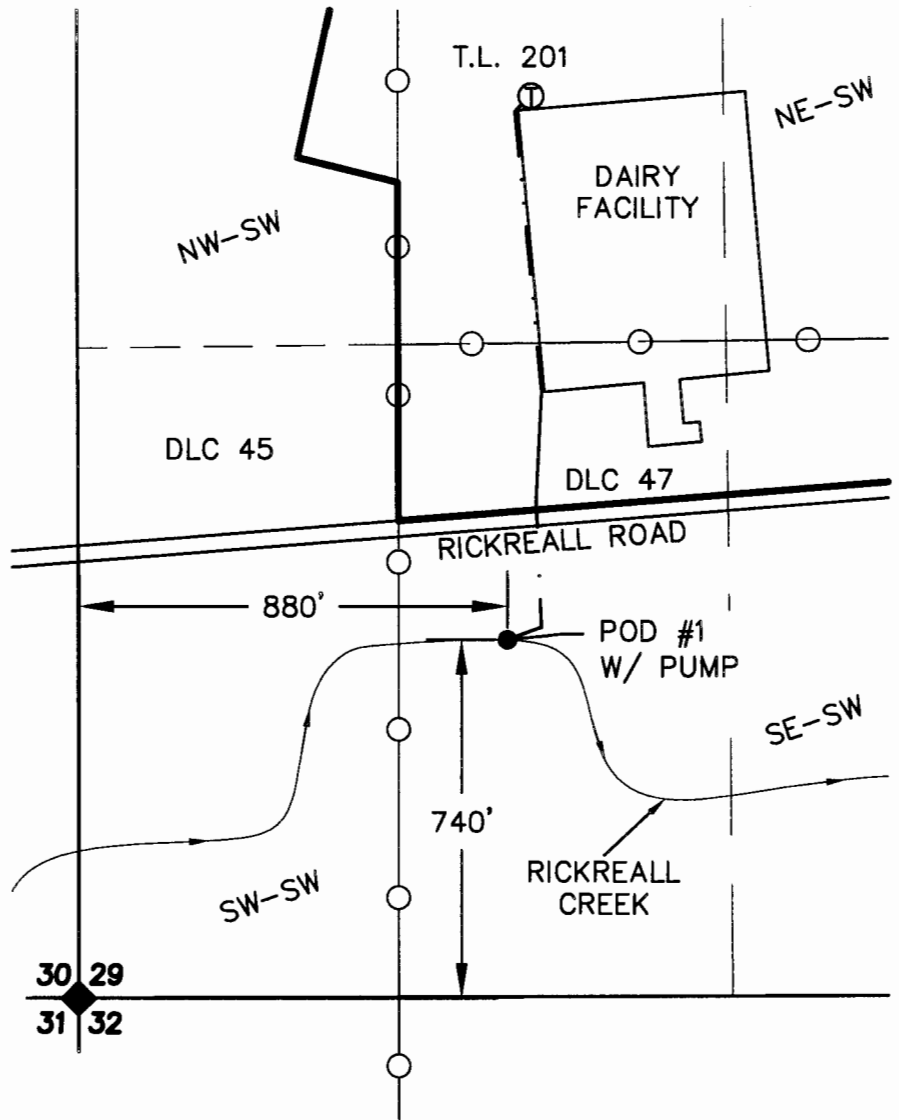 T.L. 201
T
NE-SW
DAIRY
FACILITY
NW-SW
DLC 45
DLC 47
RICKREALL ROAD
880'
POD #1
W/ PUMP
SE-SW
740'
RICKREALL
CREEK
SW-SW
30 29
31 32